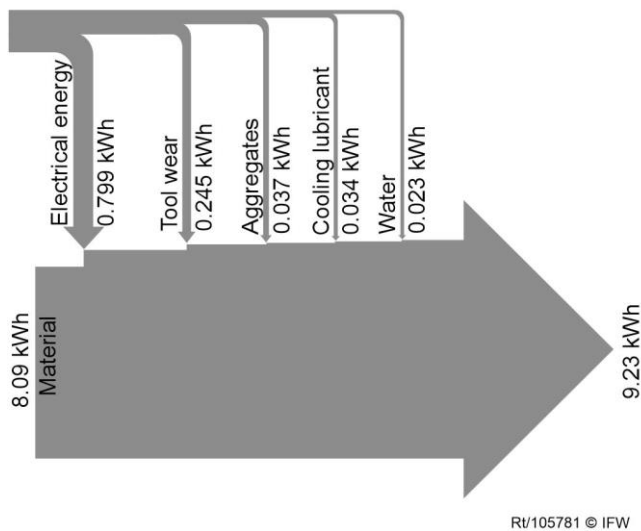 Electrical energy
0.799 kWh
Tool wear
0.245 kWh
Aggregates
0.037 kWh
Cooling lubricant
0.034 kWh
Water
0.023 kWh
8.09 kWh
Material
9.23 kWh
Rt/105781 © IFW